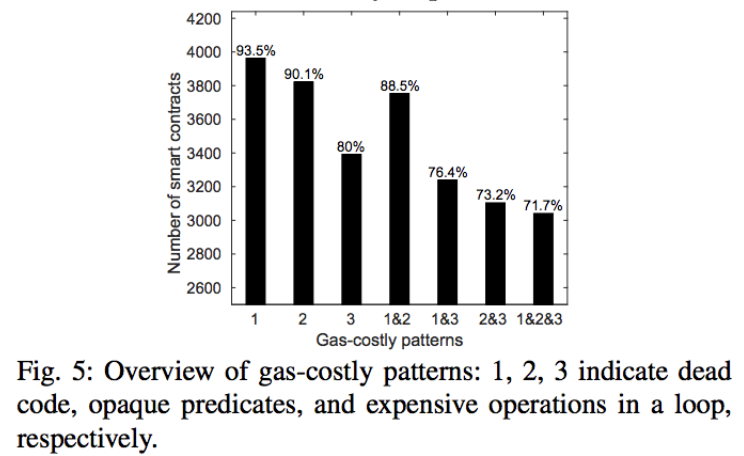 4200
4000
3800
3600
3400
3200
3000
2800
2600
Number of smart contracts
93.5%
90.1%
80%
88.5%
76.4%
73.2%
71.7%
1 2 3 1&2 1&3 2&3 1&2&3
Gas-costly patterns
Fig. 5: Overview of gas-costly patterns: 1, 2, 3 indicate dead
code, opaque predicates, and expensive operations in a loop,
respectively.